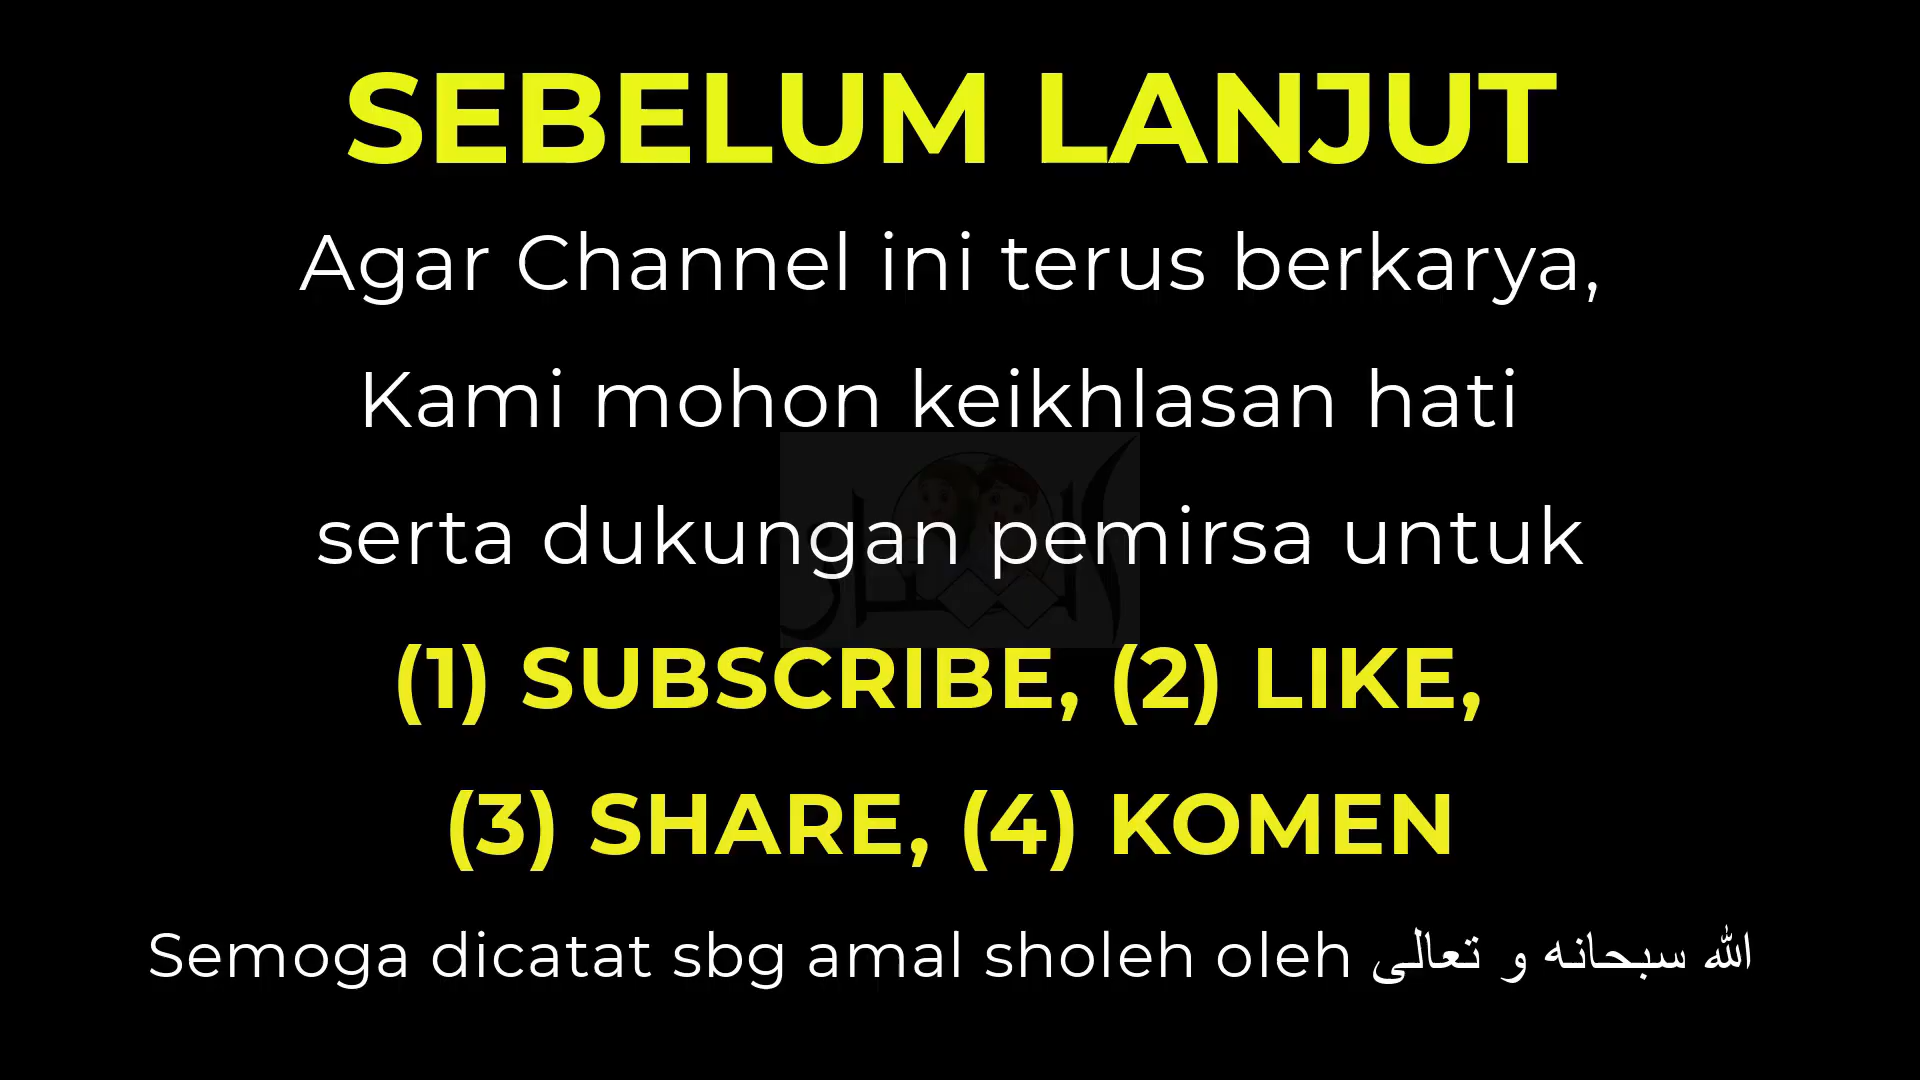 SEBELUM LANJUT
Agar Channel ini terus berkarya,
Kami mohon keikhlasan hati
serta dukungan pemirsa untuk
(1) SUBSCRIBE, (2) LIKE,
(3) SHARE, (4) KOMEN
Semoga dicatat sbg amal sholeh oleh الله سبحانه و تعالى